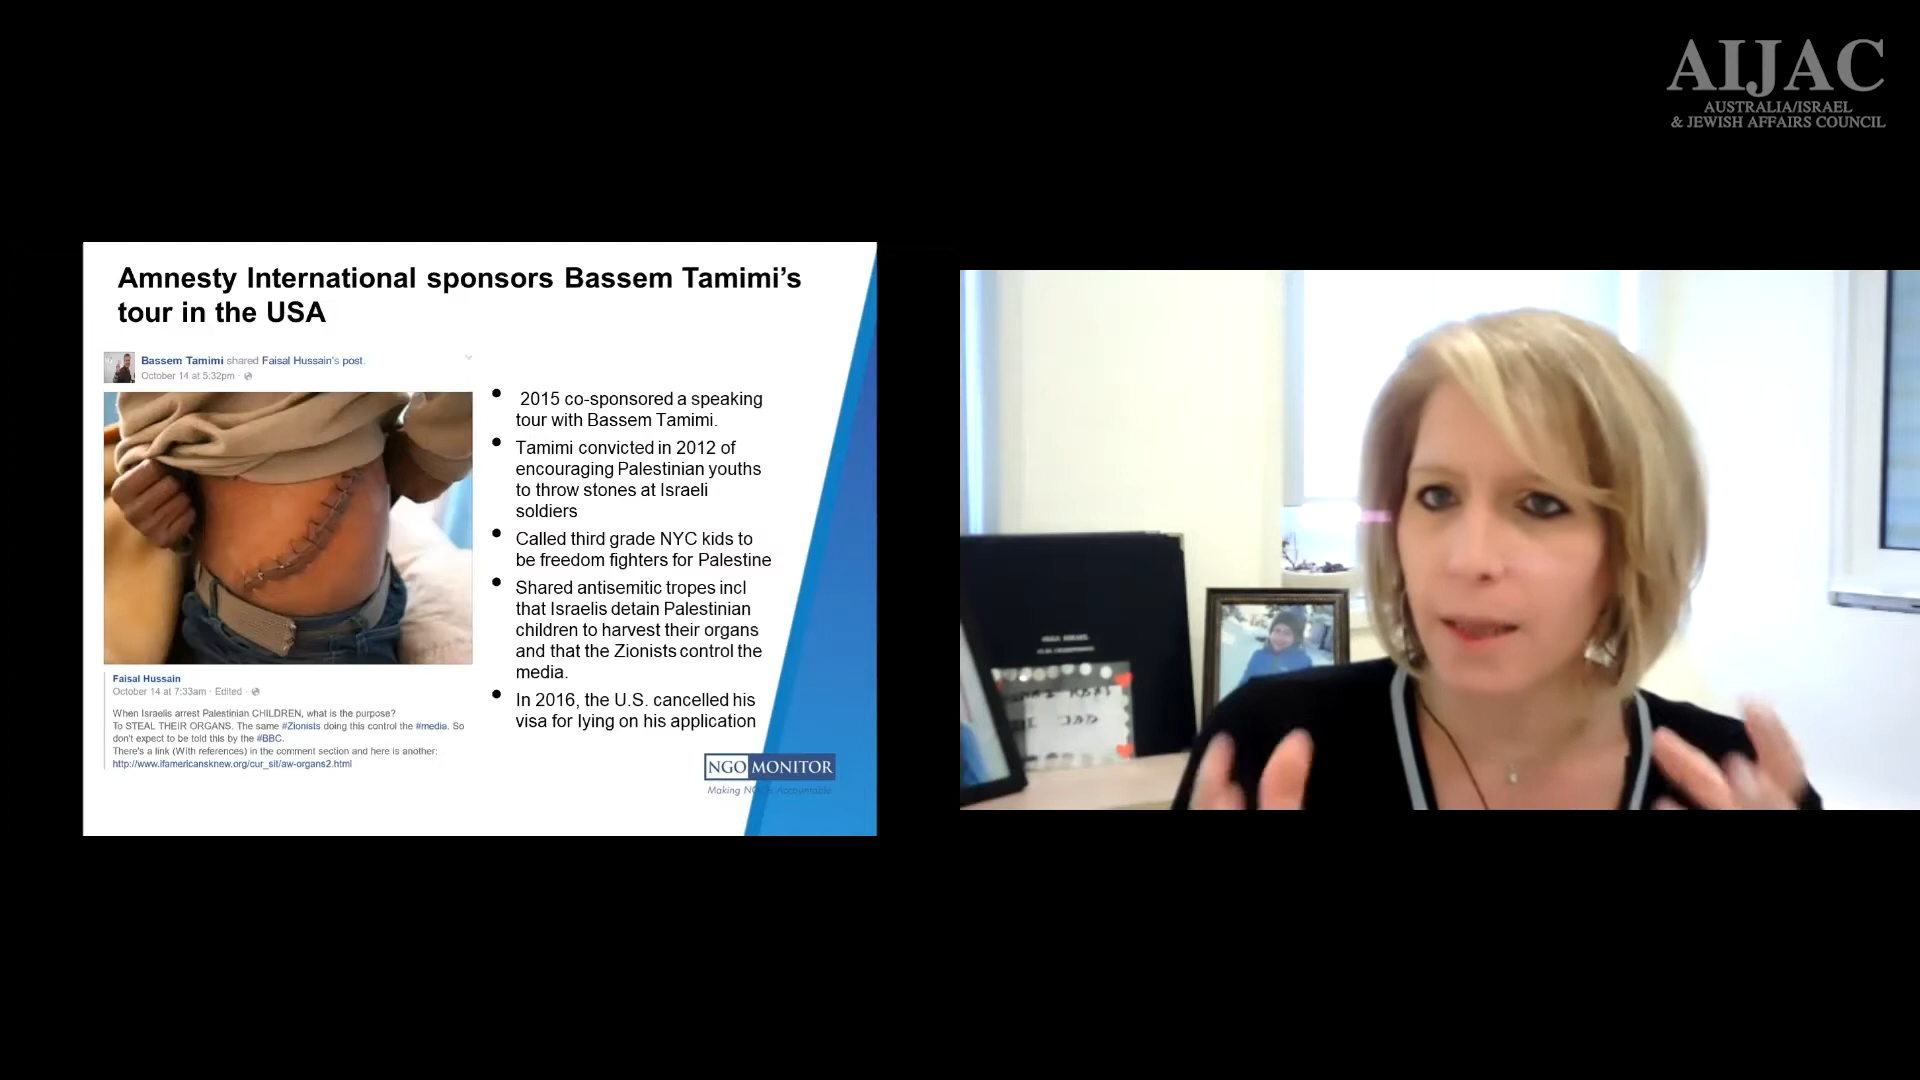 AIJAC
AUSTRALIA/ISRAEL
& JEWISH AFFAIRS COUNCIL
Amnesty International sponsors Bassem Tamimi’s
tour in the USA
Bassem Tamimi shared Faisal Hussain's post.
October 14 at 5:32pm ·
Faisal Hussain
October 14 at 7:33am · Edited ·
When Israelis arrest Palestinian CHILDREN, what is the purpose?
To STEAL THEIR ORGANS. The same #Zionists doing this control the #media. So
don't expect to be told this by the #BBC.
There's a link (With references) in the comment section and here is another:
http://www.ifamericansknew.org/cur_sit/aw-organs2.html
• 2015 co-sponsored a speaking
tour with Bassem Tamimi.
• Tamimi convicted in 2012 of
encouraging Palestinian youths
to throw stones at Israeli
soldiers
• Called third grade NYC kids to
be freedom fighters for Palestine
• Shared antisemitic tropes incl
that Israelis detain Palestinian
children to harvest their organs
and that the Zionists control the
media.
• In 2016, the U.S. cancelled his
visa for lying on his application
NGO MONITOR
Making NGOs Accountable